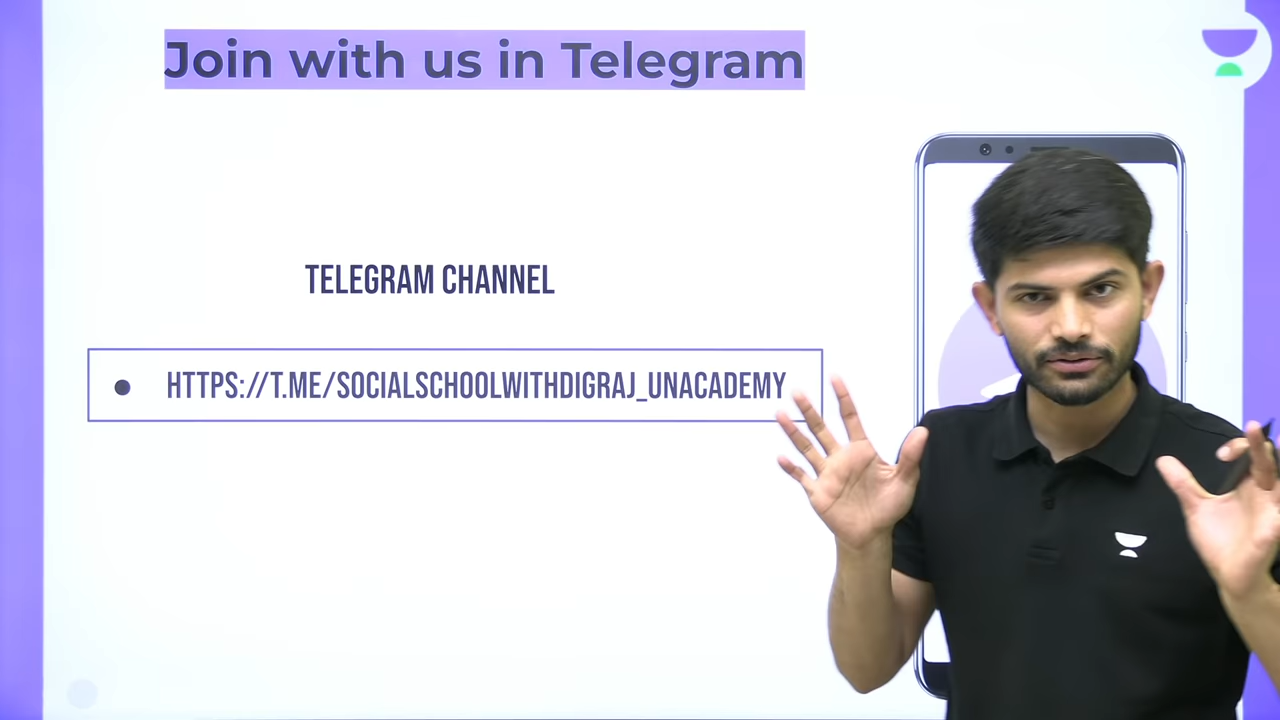 Join with us in Telegram
TELEGRAM CHANNEL
HTTPS://T.ME/SOCIALSCHOOLWITHDIGRAJ_UNACADEMY